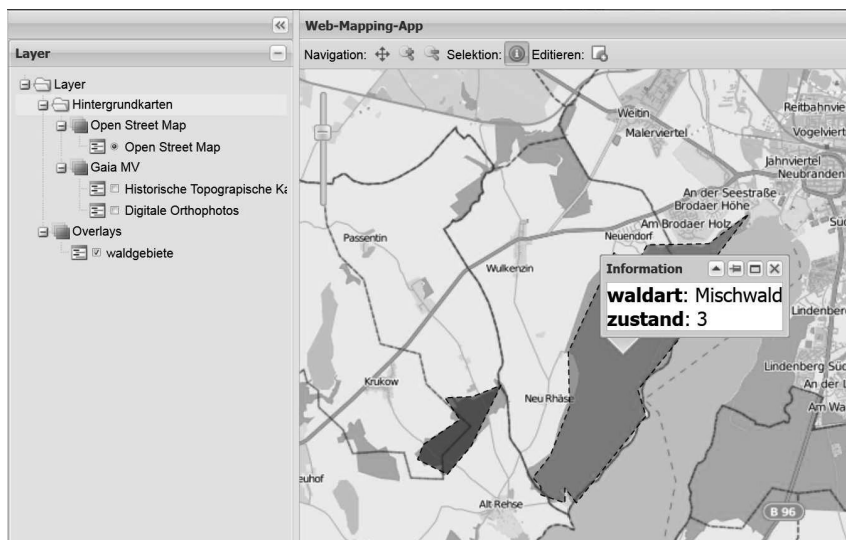 Web-Mapping-App
Layer
Navigation: Selektion: Editieren:
Layer
Hintergrundkarten
Open Street Map
Open Street Map
Gaia MV
Historische Topograpische Ka
Digitale Orthophotos
Overlays
waldgebiete
Weitin
Malerviertel
Reitbahnvie
Vogelviert
Jahnviertel
Neubranden
An der Seestraße
Brodaer Höhe
Am Brodaer Holz
Süd
Neuendorf
Passentin
Wulkenzin
Information
waldart: Mischwald
zustand: 3
Lindenber
Lindenberg Süd
An der L
Am Wa
Krukow
Neu Rhäse
euhof
Alt Rehse
B 96